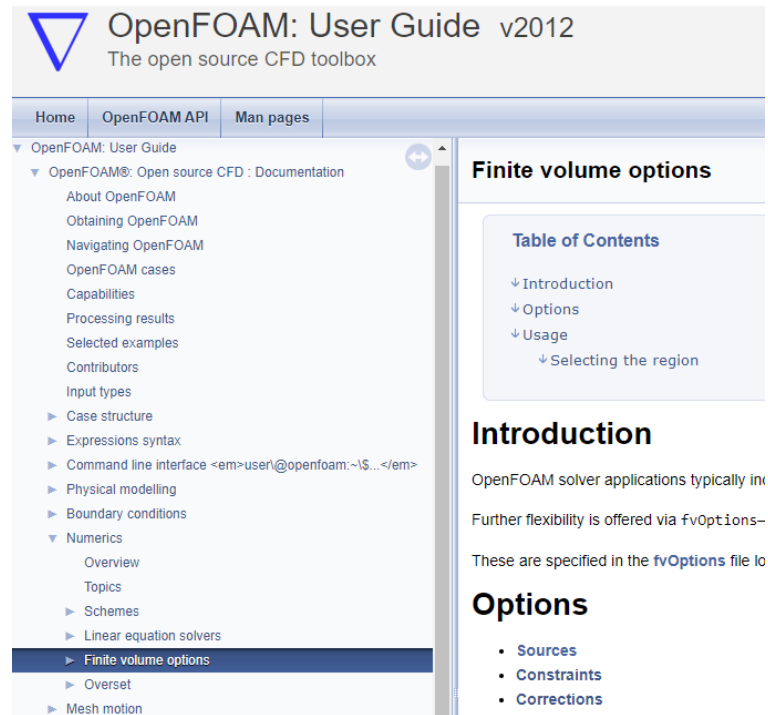 OpenFOAM: User Guide v2012
The open source CFD toolbox
Home OpenFOAM API Man pages
OpenFOAM: User Guide
OpenFOAM®: Open source CFD : Documentation
About OpenFOAM
Obtaining OpenFOAM
Navigating OpenFOAM
OpenFOAM cases
Capabilities
Processing results
Selected examples
Contributors
Input types
Case structure
Expressions syntax
Command line interface <em>user\@openfoam:~\$...</em>
Physical modelling
Boundary conditions
Numerics
Overview
Topics
Schemes
Linear equation solvers
Finite volume options
Overset
Mesh motion
Finite volume options
Table of Contents
Introduction
Options
Usage
Selecting the region
Introduction
OpenFOAM solver applications typically
Further flexibility is offered via fvOptions—
These are specified in the fvOptions file
Options
Sources
Constraints
Corrections